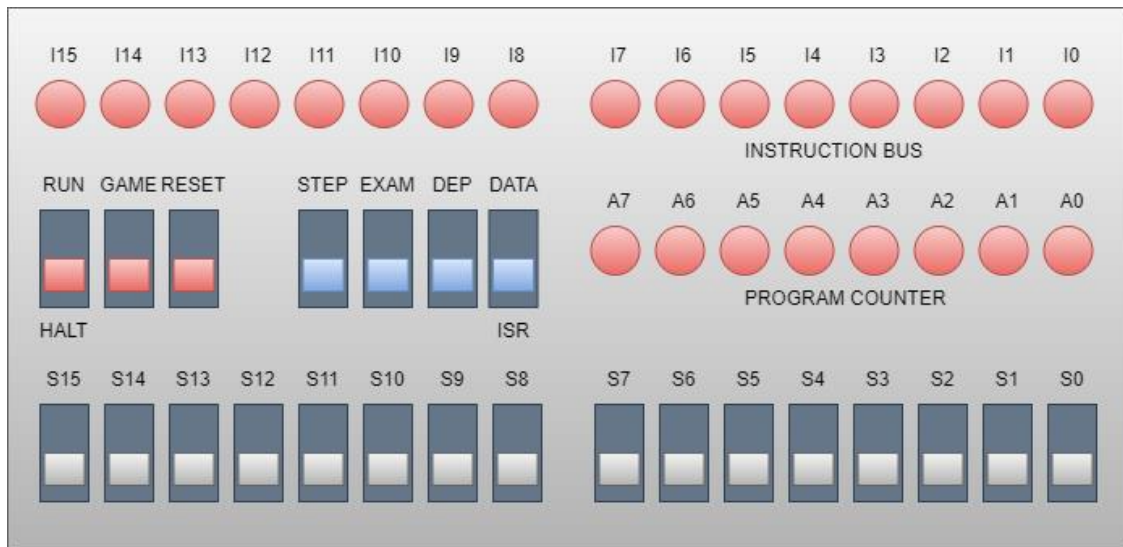 I15 I14 I13 I12 I11 I10 I9 I8 I7 I6 I5 I4 I3 I2 I1 I0
INSTRUCTION BUS
RUN GAME RESET STEP EXAM DEP DATA
A7 A6 A5 A4 A3 A2 A1 A0
PROGRAM COUNTER
HALT ISR
S15 S14 S13 S12 S11 S10 S9 S8 S7 S6 S5 S4 S3 S2 S1 S0